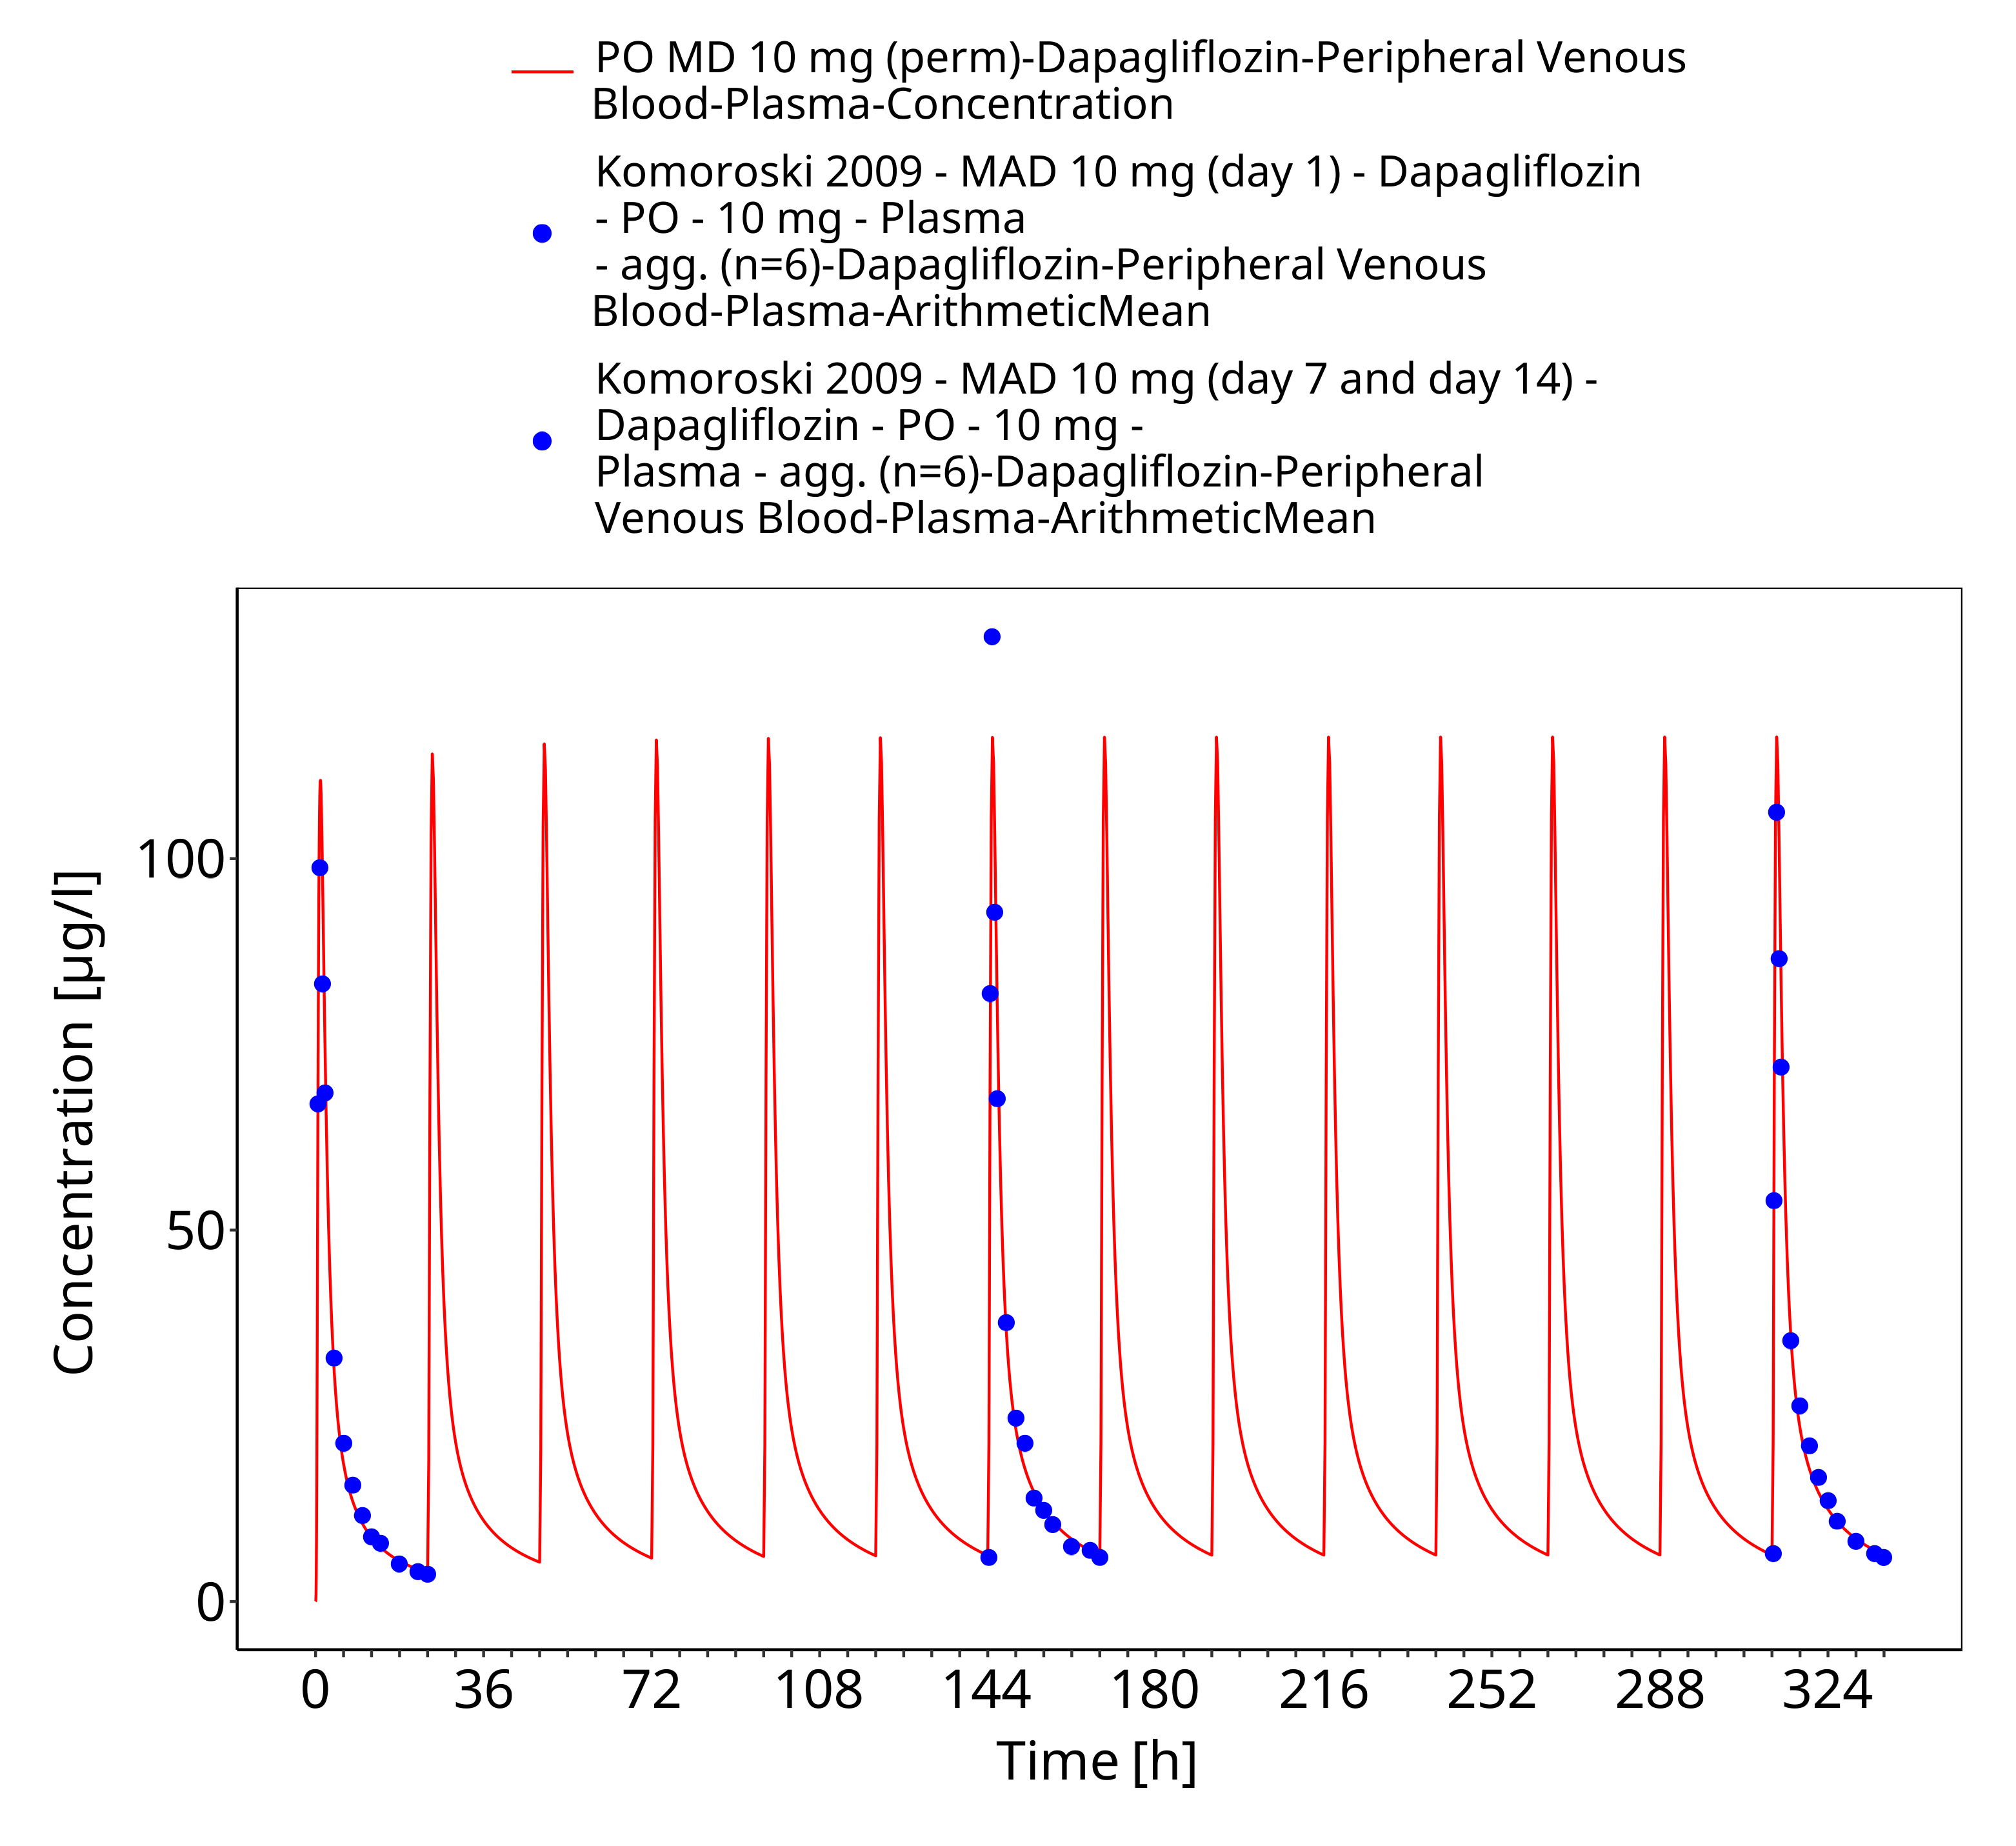 PO MD 10 mg (perm)-Dapagliflozin-Peripheral Venous
Blood-Plasma-Concentration
Komoroski 2009 - MAD 10 mg (day 1) - Dapagliflozin
- PO - 10 mg - Plasma
- agg. (n=6)-Dapagliflozin-Peripheral Venous
Blood-Plasma-ArithmeticMean
Komoroski 2009 - MAD 10 mg (day 7 and day 14) -
Dapagliflozin - PO - 10 mg -
Plasma - agg. (n=6)-Dapagliflozin-Peripheral
Venous Blood-Plasma-ArithmeticMean
Concentration [µg/l]
100
50
0
0 36 72 108 144 180 216 252 288 324
Time [h]